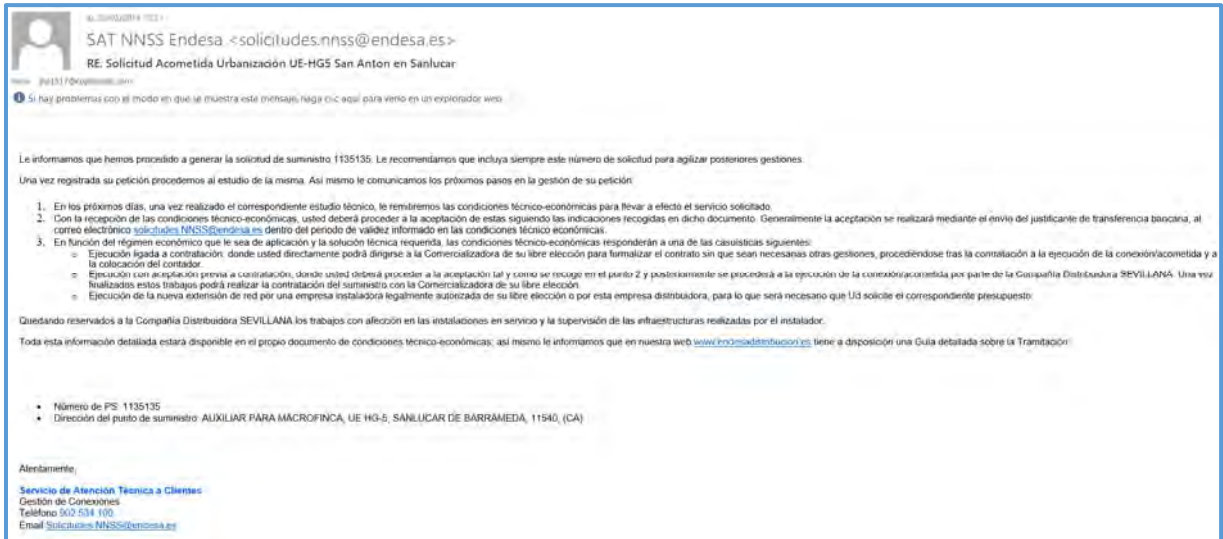 SAT NNSS Endesa <solicitudes.nnss@endesa.es>
RE. Solicitud Acometida Urbanización UE-HG5 San Anton en Sanlucar
Si hay problemas con el modo en que se muestra este mensaje, haga clic aquí para verlo en un explorador web.
Le informamos que hemos procedido a generar la solicitud de suministro 1135135. Le recomendamos que incluya siempre este número de solicitud para agilizar posteriores gestiones.
Una vez registrada su petición procedemos al estudio de la misma. Así mismo le comunicamos los próximos pasos en la gestión de su petición:
1. En los próximos días, una vez realizado el correspondiente estudio técnico, le remitiremos las condiciones técnico-económicas para llevar a efecto el servicio solicitado.
2. Con la recepción de las condiciones técnico-económicas, usted deberá proceder a la aceptación de estas siguiendo las indicaciones recogidas en dicho documento. Generalmente la aceptación se realizará mediante el envío del justificante de transferencia bancaria, al
correo electrónico solicitudes.NNSS@endesa.es dentro del periodo de validez informado en las condiciones técnico económicas.
3. En función del régimen económico que le sea de aplicación y la solución técnica requerida, las condiciones técnico-económicas responderán a una de las casuísticas siguientes:
o Ejecución ligada a contratación: donde usted directamente podrá dirigirse a la Comercializadora de su libre elección para formalizar el contrato sin que sean necesarias otras gestiones, procediéndose tras la contratación a la ejecución de la conexión/acometida y a
la colocación del contador.
o Ejecución con aceptación previa a contratación, donde usted deberá proceder a la aceptación tal y como se recoge en el punto 2 y posteriormente se procederá a la ejecución de la conexión/acometida por parte de la Compañía Distribuidora SEVILLANA. Una vez
finalizados estos trabajos podrá realizar la contratación del suministro con la Comercializadora de su libre elección.
o Ejecución de la nueva extensión de red por una empresa instaladora legalmente autorizada de su libre elección o por esta empresa distribuidora, para lo que será necesario que Ud solicite el correspondiente presupuesto.
Quedando reservados a la Compañía Distribuidora SEVILLANA los trabajos con afección en las instalaciones en servicio y la supervisión de las infraestructuras realizadas por el instalador.
Toda esta información detallada estará disponible en el propio documento de condiciones técnico-económicas; así mismo le informamos que en nuestra web www.endesadistribucion.es tiene a disposición una Guía detallada sobre la Tramitación.
• Número de PS: 1135135
• Dirección del punto de suministro: AUXILIAR PARA MACROFINCA, UE HG-5, SANLUCAR DE BARRAMEDA, 11540, (CA)
Atentamente,
Servicio de Atención Técnica a Clientes
Gestión de Conexiones
Teléfono 902 534 100
Email Solicitudes.NNSS@endesa.es